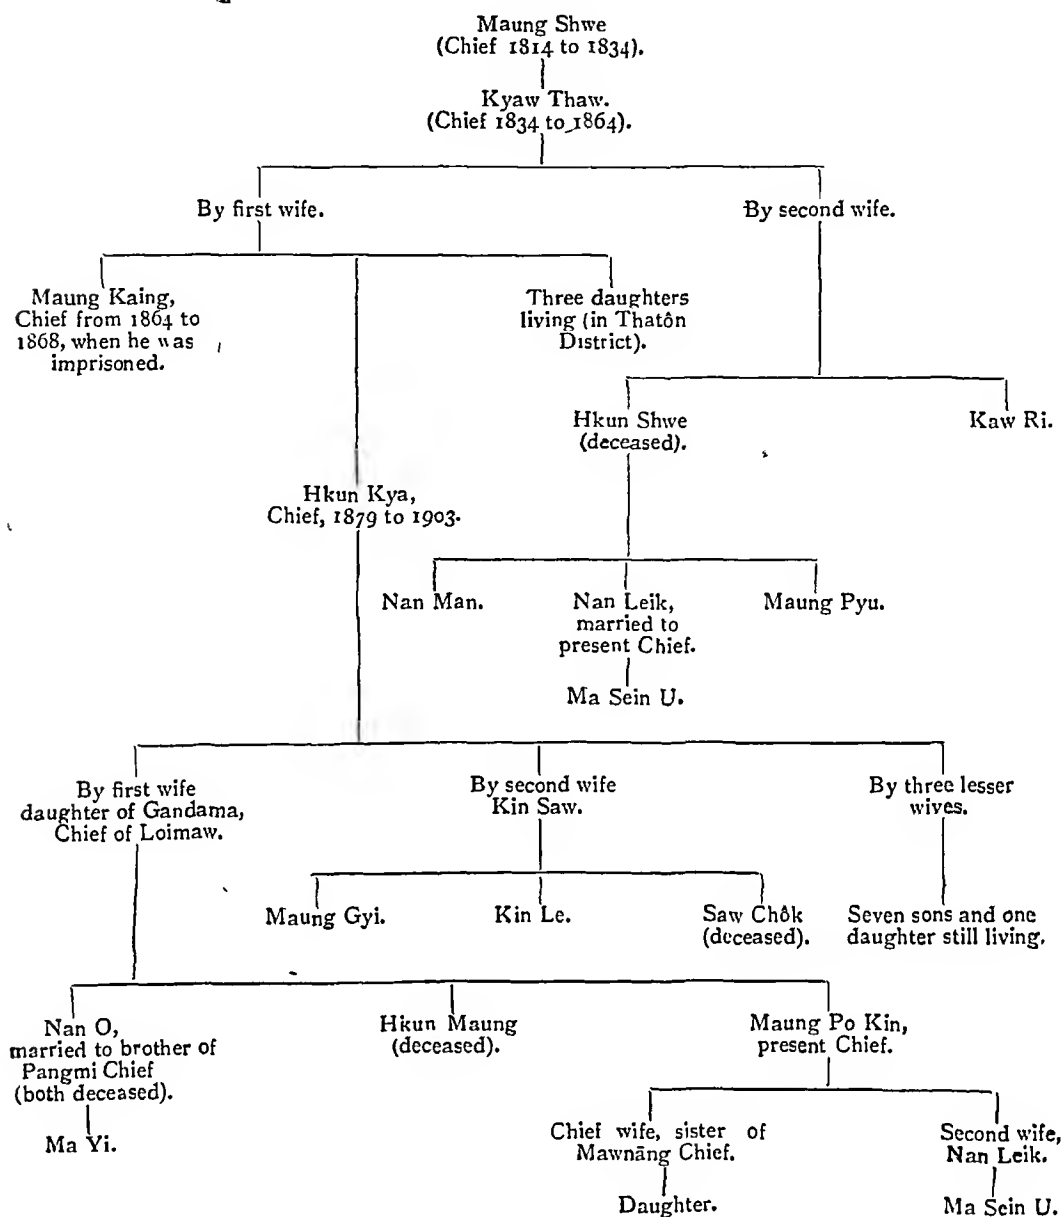 Maung Shwe
(Chief 1814 to 1834).
Kyaw Thaw.
(Chief 1834 to 1864).
By first wife.
By second wife.
Maung Kaing,
Chief from 1864 to
1868, when he was
imprisoned.
Three daughters
living (in Thatôn
District).
Hkun Shwe
(deceased).
Kaw Ri.
Hkun Kya,
Chief, 1879 to 1903.
Nan Man.
Nan Leik,
married to
present Chief.
Maung Pyu.
Ma Sein U.
By first wife
daughter of Gandama,
Chief of Loimaw.
By second wife
Kin Saw.
By three lesser
wives.
Maung Gyi.
Kin Le.
Saw Chôk
(deceased).
Seven sons and one
daughter still living.
Nan O,
married to brother of
Pangmi Chief
(both deceased).
Hkun Maung
(deceased).
Maung Po Kin,
present Chief.
Ma Yi.
Chief wife, sister of
Mawnāng Chief.
Second wife,
Nan Leik.
Daughter.
Ma Sein U.